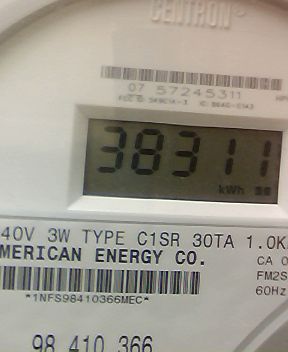 CENTRON
07 57245311
38311
kWh
40V 3W TYPE C1SR 30TA 1.0K
MERICAN ENERGY CO.
CA 0
FM2S
60Hz
*1NFS98410366MEC*
98 410 366